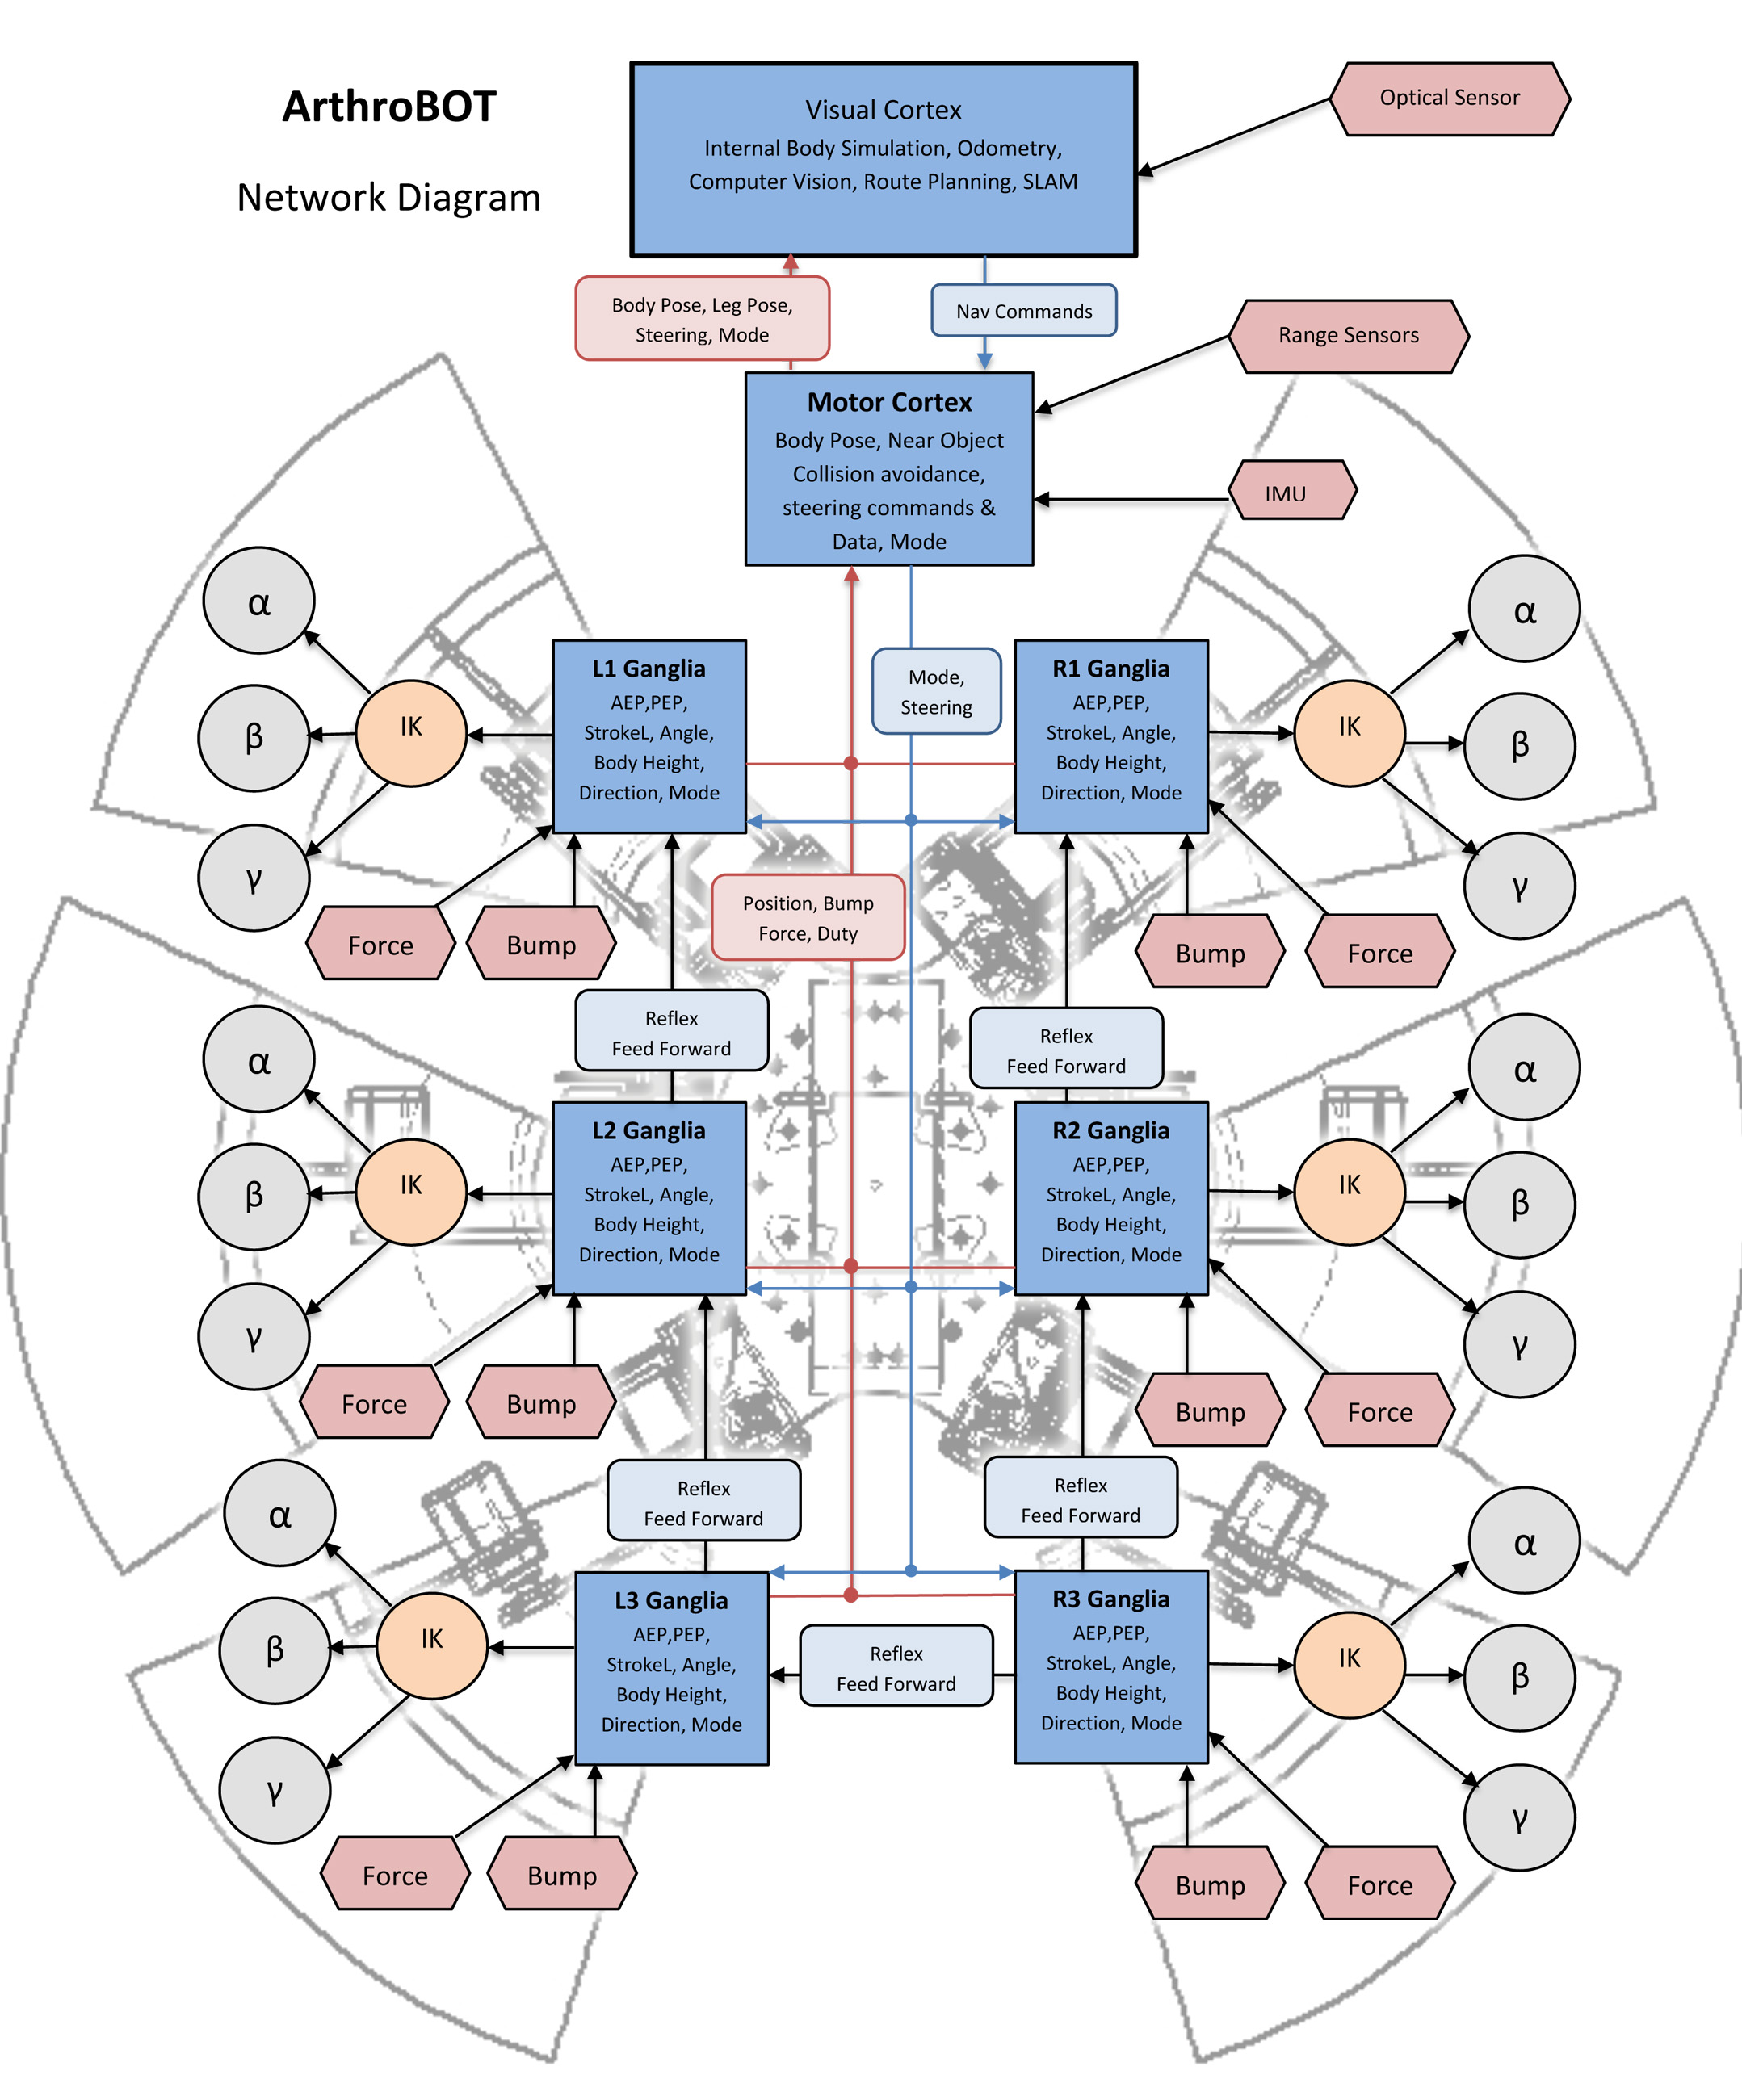 ArthroBOT
Network Diagram
Visual Cortex
Internal Body Simulation, Odometry,
Computer Vision, Route Planning, SLAM
Optical Sensor
Body Pose, Leg Pose,
Steering, Mode
Nav Commands
Range Sensors
Motor Cortex
Body Pose, Near Object
Collision avoidance,
steering commands &
Data, Mode
IMU
α
β
γ
IK
L1 Ganglia
AEP,PEP,
StrokeL, Angle,
Body Height,
Direction, Mode
Mode,
Steering
R1 Ganglia
AEP,PEP,
StrokeL, Angle,
Body Height,
Direction, Mode
IK
α
β
γ
Force
Bump
Position, Bump
Force, Duty
Bump
Force
Reflex
Feed Forward
Reflex
Feed Forward
α
β
γ
IK
L2 Ganglia
AEP,PEP,
StrokeL, Angle,
Body Height,
Direction, Mode
R2 Ganglia
AEP,PEP,
StrokeL, Angle,
Body Height,
Direction, Mode
IK
α
β
γ
Force
Bump
Bump
Force
Reflex
Feed Forward
Reflex
Feed Forward
α
β
γ
IK
L3 Ganglia
AEP,PEP,
StrokeL, Angle,
Body Height,
Direction, Mode
Reflex
Feed Forward
R3 Ganglia
AEP,PEP,
StrokeL, Angle,
Body Height,
Direction, Mode
IK
α
β
γ
Force
Bump
Bump
Force